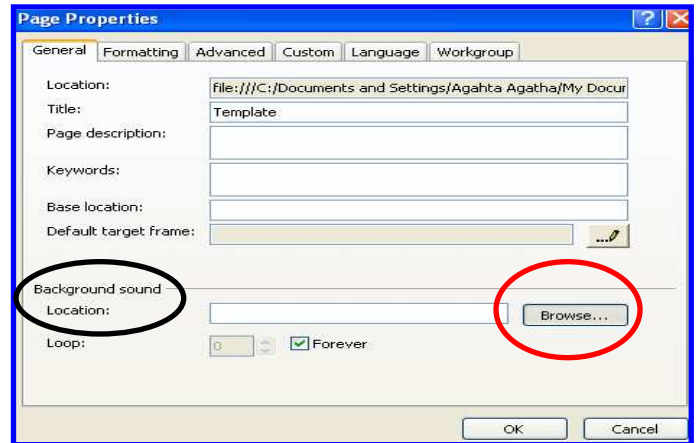 Page Properties
General Formatting Advanced Custom Language Workgroup
Location: file:///C:/Documents and Settings/Agahta Agatha/My Docur
Title: Template
Page description:
Keywords:
Base location:
Default target frame: ...
Background sound
Location: Browse...
Loop: 0 Forever
OK Cancel